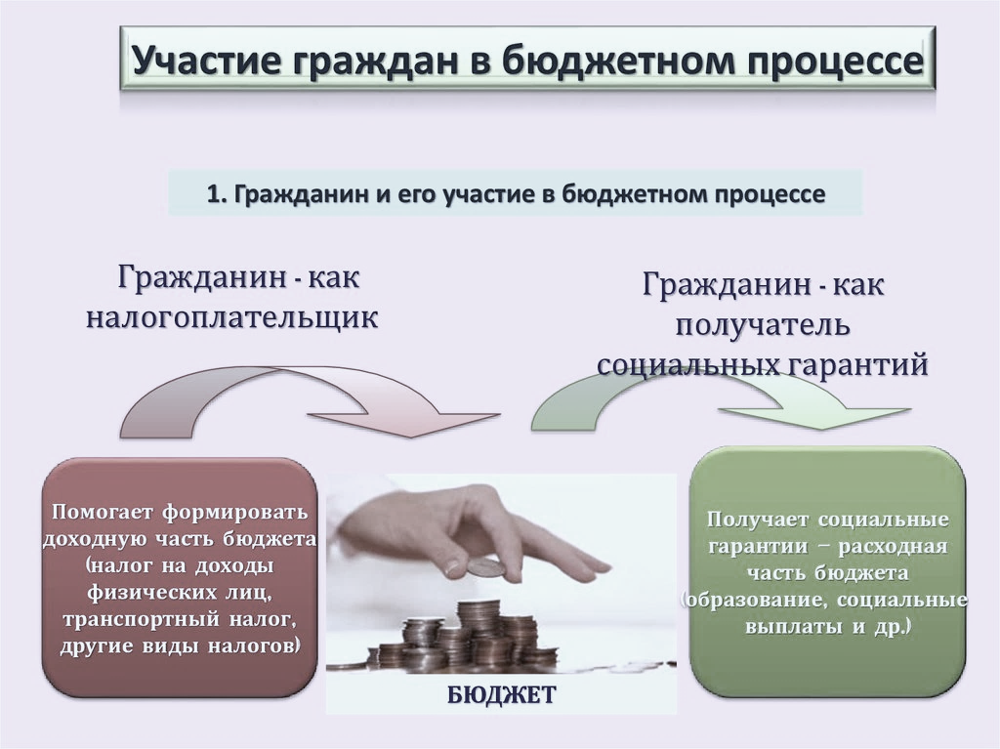 Участие граждан в бюджетном процессе
1. Гражданин и его участие в бюджетном процессе
Гражданин - как
налогоплательщик
Гражданин - как
получатель
социальных гарантий
Помогает формировать
доходную часть бюджета
(налог на доходы
физических лиц,
транспортный налог,
другие виды налогов)
БЮДЖЕТ
Получает социальные
гарантии – расходная
часть бюджета
(образование, социальные
выплаты и др.)